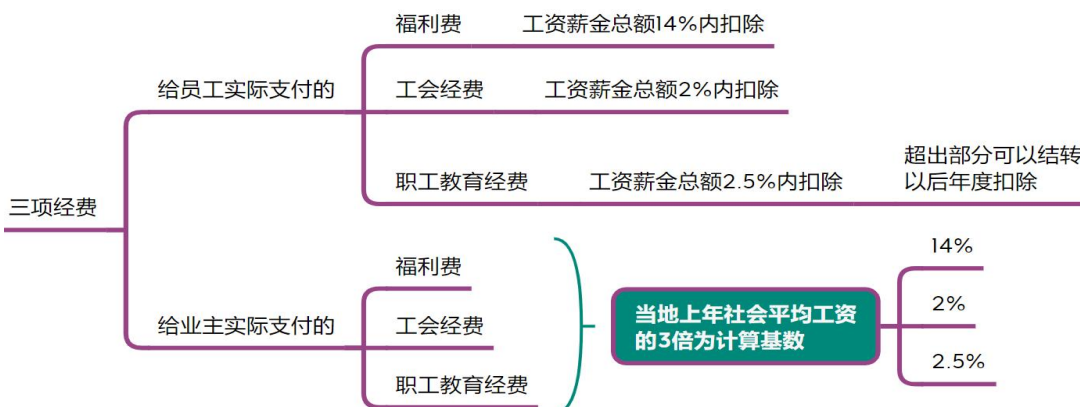 三项经费
给员工实际支付的
福利费
工资薪金总额14%内扣除
工会经费
工资薪金总额2%内扣除
职工教育经费
工资薪金总额2.5%内扣除
超出部分可以结转
以后年度扣除
给业主实际支付的
福利费
工会经费
职工教育经费
当地上年社会平均工资
的3倍为计算基数
14%
2%
2.5%